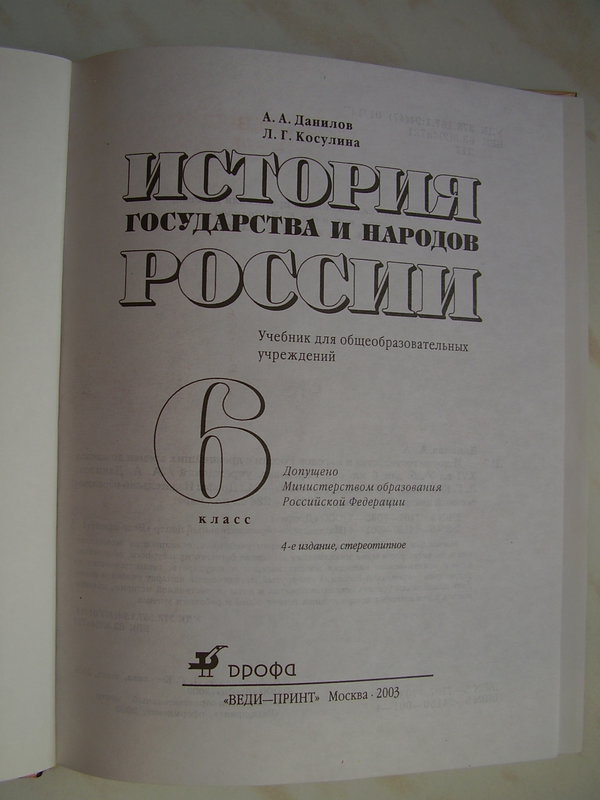 А. А. Данилов
Л. Г. Косулина
ИСТОРИЯ
ГОСУДАРСТВА И НАРОДОВ
РОССИИ
Учебник для общеобразовательных
учреждений
6
класс
Допущено
Министерством образования
Российской Федерации
4-е издание, стереотипное
дрофа
«ВЕДИ—ПРИНТ» Москва · 2003